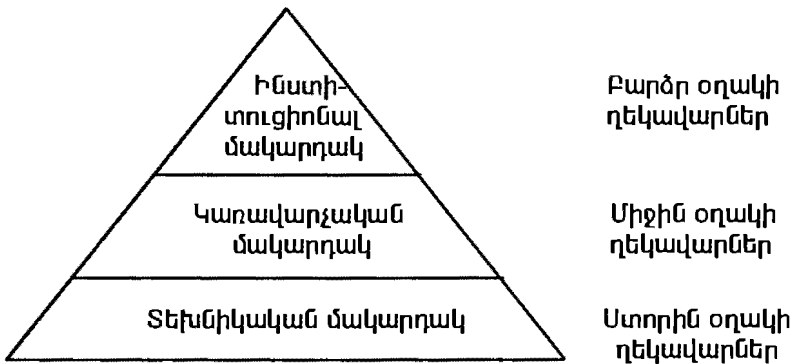 Ինստի-
տուցիոնալ
մակարդակ
Բարձր օղակի
ղեկավարներ
Կառավարչական
մակարդակ
Միջին օղակի
ղեկավարներ
Տեխնիկական մակարդակ
Ստորին օղակի
ղեկավարներ